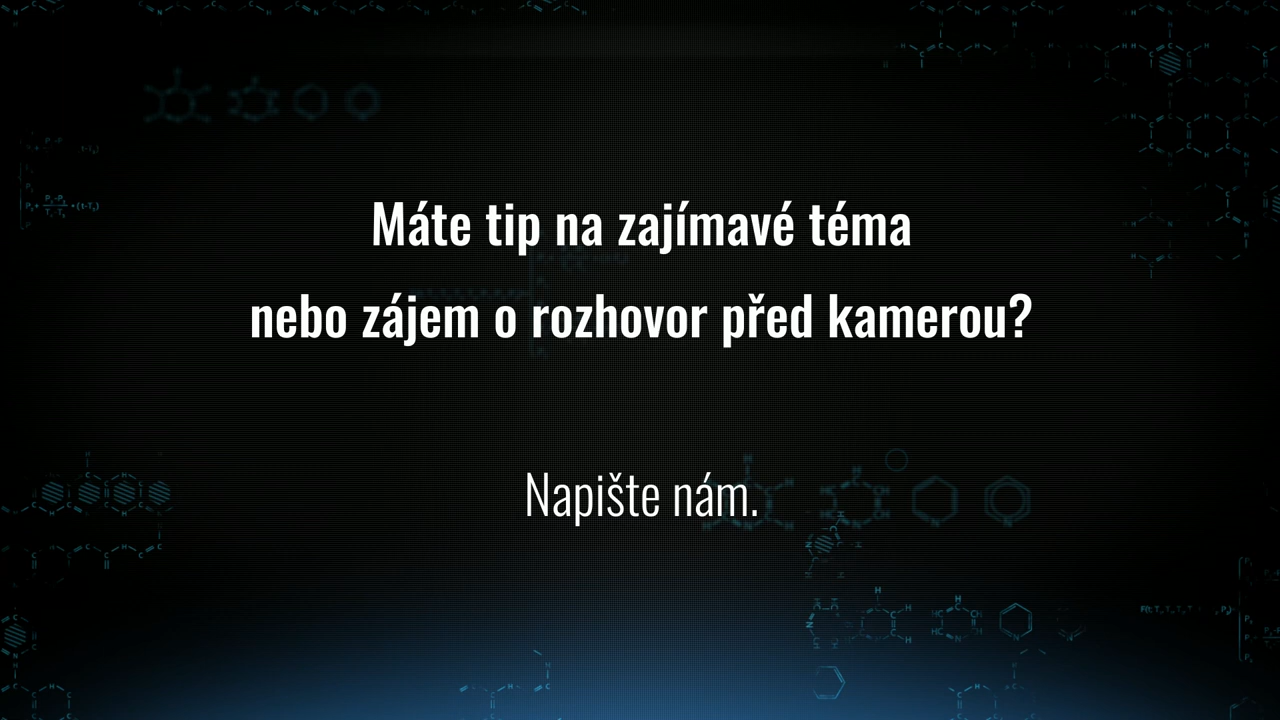 Máte tip na zajímavé téma
nebo zájem o rozhovor před kamerou?
Napište nám.